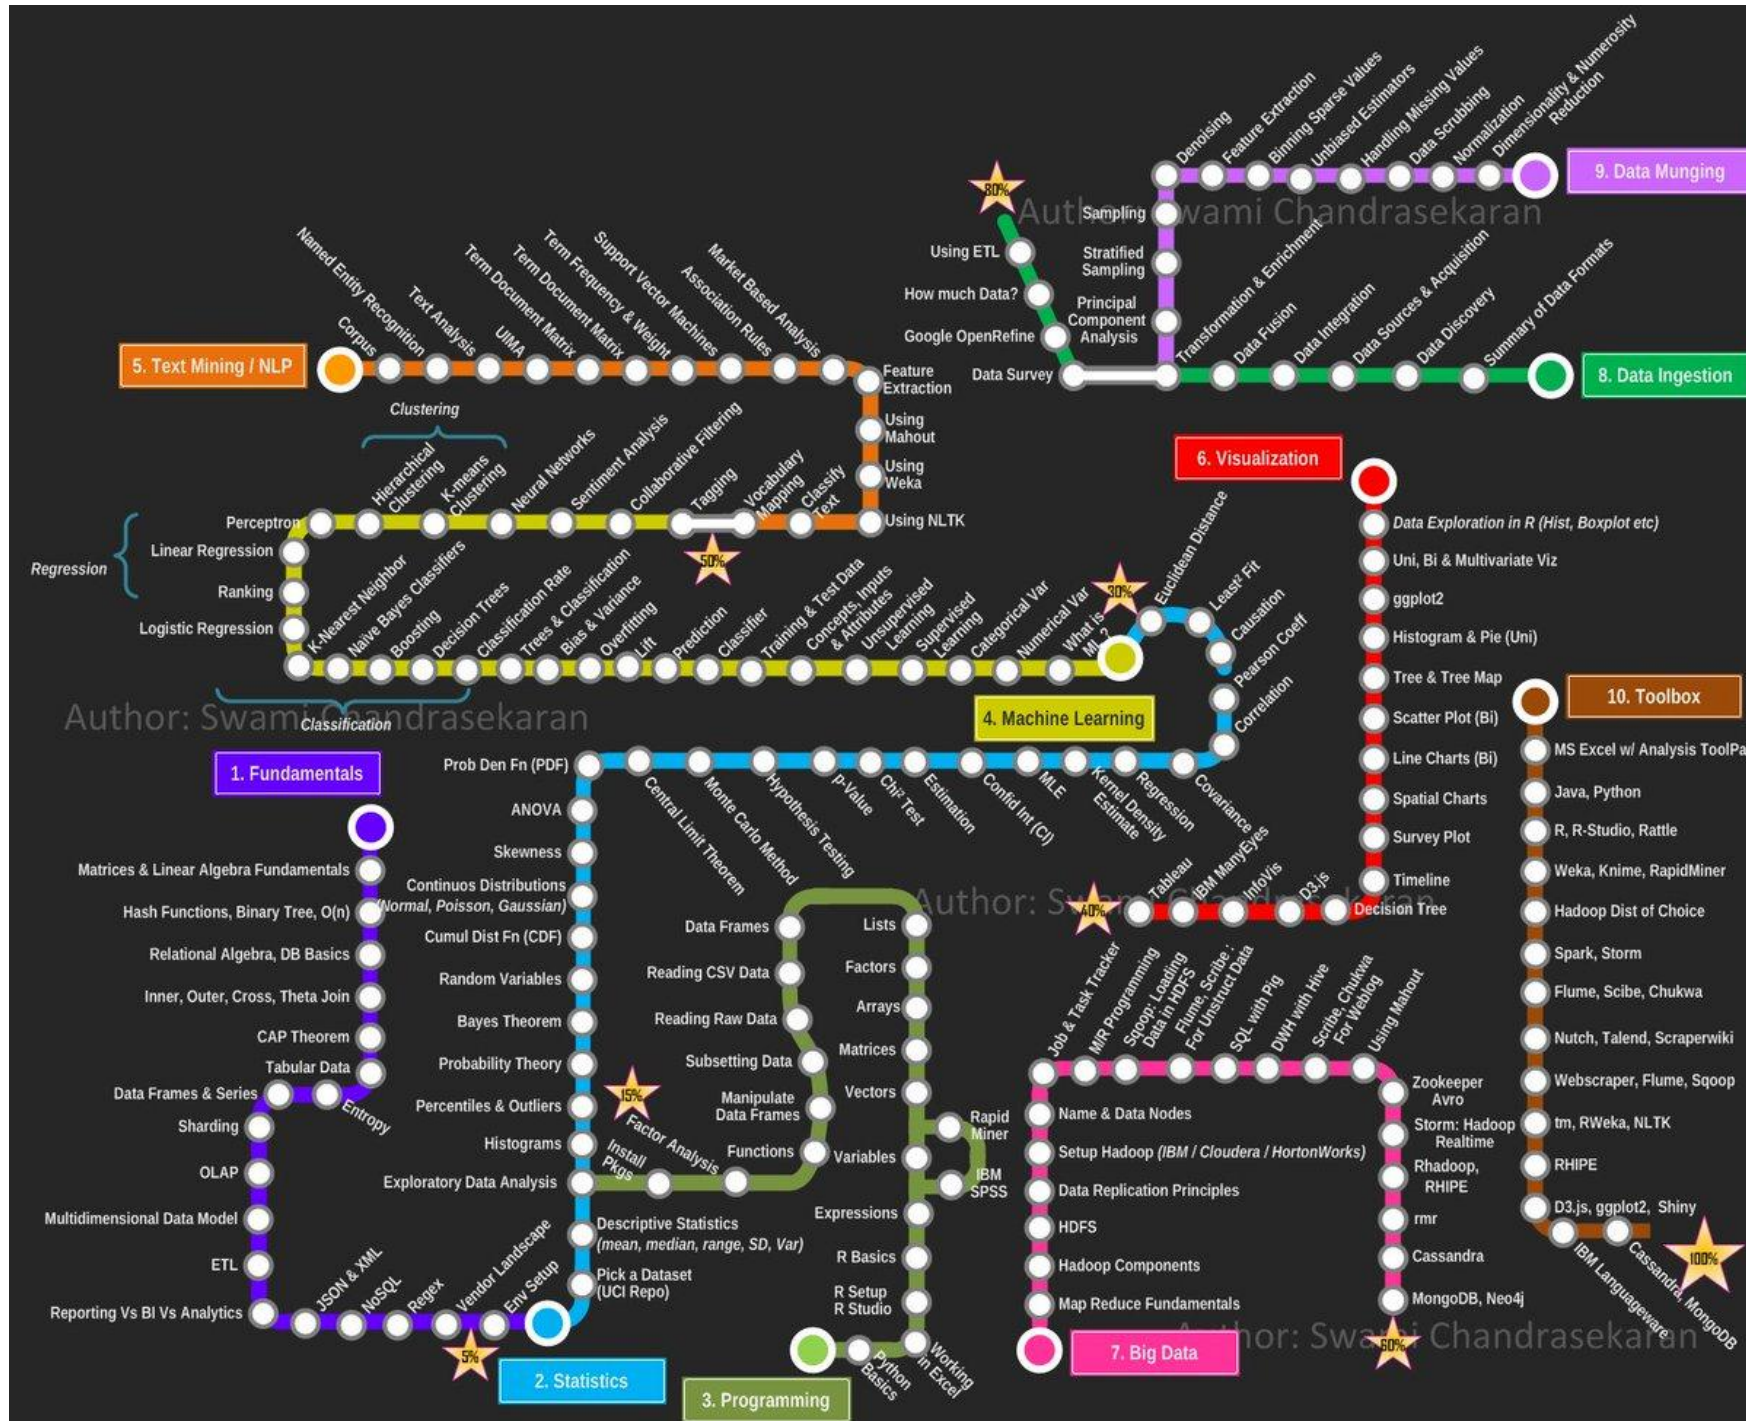 Denoising
Feature Extraction
Binning Sparse Values
Unbiased Estimators
Handling Missing Values
Data Scrubbing
Normalization
Dimensionality & Numerosity
Reduction
9. Data Munging
80%
Author: Swami Chandrasekaran
Sampling
Stratified
Sampling
Principal
Component
Analysis
Using ETL
How much Data?
Google OpenRefine
Data Survey
Transformation & Enrichment
Data Fusion
Data Integration
Data Sources & Acquisition
Data Discovery
Summary of Data Formats
8. Data Ingestion
5. Text Mining / NLP
Corpus
Named Entity Recognition
Text Analysis
UIMA
Term Document Matrix
Term Document Matrix
Term Frequency & Weight
Support Vector Machines
Association Rules
Market Based Analysis
Feature
Extraction
Using
Mahout
Using
Weka
Using NLTK
Classify
Text
Vocabulary
Mapping
50%
Tagging
Collaborative Filtering
Sentiment Analysis
Neural Networks
K-means
Clustering
Hierarchical
Clustering
Clustering
Perceptron
Linear Regression
Regression
Ranking
Logistic Regression
K-Nearest Neighbor
Naïve Bayes Classifiers
Boosting
Decision Trees
Classification Rate
Trees & Classification
Bias & Variance
Overfitting
Lift
Prediction
Classifier
Training & Test Data
Concepts, Inputs
& Attributes
Unsupervised
Learning
Supervised
Learning
Categorical Var
Numerical Var
What is
ML?
30%
Classification
Author: Swami Chandrasekaran
4. Machine Learning
Euclidean Distance
Least² Fit
Causation
Pearson Coeff
Correlation
Covariance
Regression
Kernel Density
Estimate
MLE
Confid Int (CI)
Estimation
Chi² Test
p-Value
Hypothesis Testing
Monte Carlo Method
Central Limit Theorem
Prob Den Fn (PDF)
ANOVA
Skewness
Continuos Distributions
(Normal, Poisson, Gaussian)
Cumul Dist Fn (CDF)
Random Variables
Bayes Theorem
Probability Theory
Percentiles & Outliers
Histograms
Exploratory Data Analysis
Descriptive Statistics
(mean, median, range, SD, Var)
Pick a Dataset
(UCI Repo)
2. Statistics
1. Fundamentals
Matrices & Linear Algebra Fundamentals
Hash Functions, Binary Tree, O(n)
Relational Algebra, DB Basics
Inner, Outer, Cross, Theta Join
CAP Theorem
Tabular Data
Entropy
Data Frames & Series
Sharding
OLAP
Multidimensional Data Model
ETL
Reporting Vs BI Vs Analytics
JSON & XML
NoSQL
Regex
Vendor Landscape
Env Setup
5%
15%
Install
Pkgs
Factor Analysis
Functions
Manipulate
Data Frames
Subsetting Data
Reading Raw Data
Reading CSV Data
Data Frames
Lists
Factors
Arrays
Matrices
Vectors
Rapid
Miner
Variables
IBM
SPSS
Expressions
R Basics
R Setup
R Studio
Working
in Excel
Python
Basics
3. Programming
6. Visualization
Data Exploration in R (Hist, Boxplot etc)
Uni, Bi & Multivariate Viz
ggplot2
Histogram & Pie (Uni)
Tree & Tree Map
Scatter Plot (Bi)
Line Charts (Bi)
Spatial Charts
Survey Plot
Timeline
Decision Tree
D3.js
InfoVis
IBM ManyEyes
Tableau
40%
Author: Swami Chandrasekaran
Job & Task Tracker
M/R Programming
Sqoop: Loading
Data in HDFS
Flume, Scribe :
For Unstruct Data
SQL with Pig
DWH with Hive
Scribe, Chukwa
For Weblog
Using Mahout
Name & Data Nodes
Setup Hadoop (IBM / Cloudera / HortonWorks)
Data Replication Principles
HDFS
Hadoop Components
Map Reduce Fundamentals
7. Big Data
Zookeeper
Avro
Storm: Hadoop
Realtime
Rhadoop,
RHIPE
rmr
Cassandra
MongoDB, Neo4j
60%
Author: Swami Chandrasekaran
10. Toolbox
MS Excel w/ Analysis ToolPa
Java, Python
R, R-Studio, Rattle
Weka, Knime, RapidMiner
Hadoop Dist of Choice
Spark, Storm
Flume, Scibe, Chukwa
Nutch, Talend, Scraperwiki
Webscraper, Flume, Sqoop
tm, RWeka, NLTK
RHIPE
D3.js, ggplot2, Shiny
IBM Languageware
Cassandra, MongoDB
100%